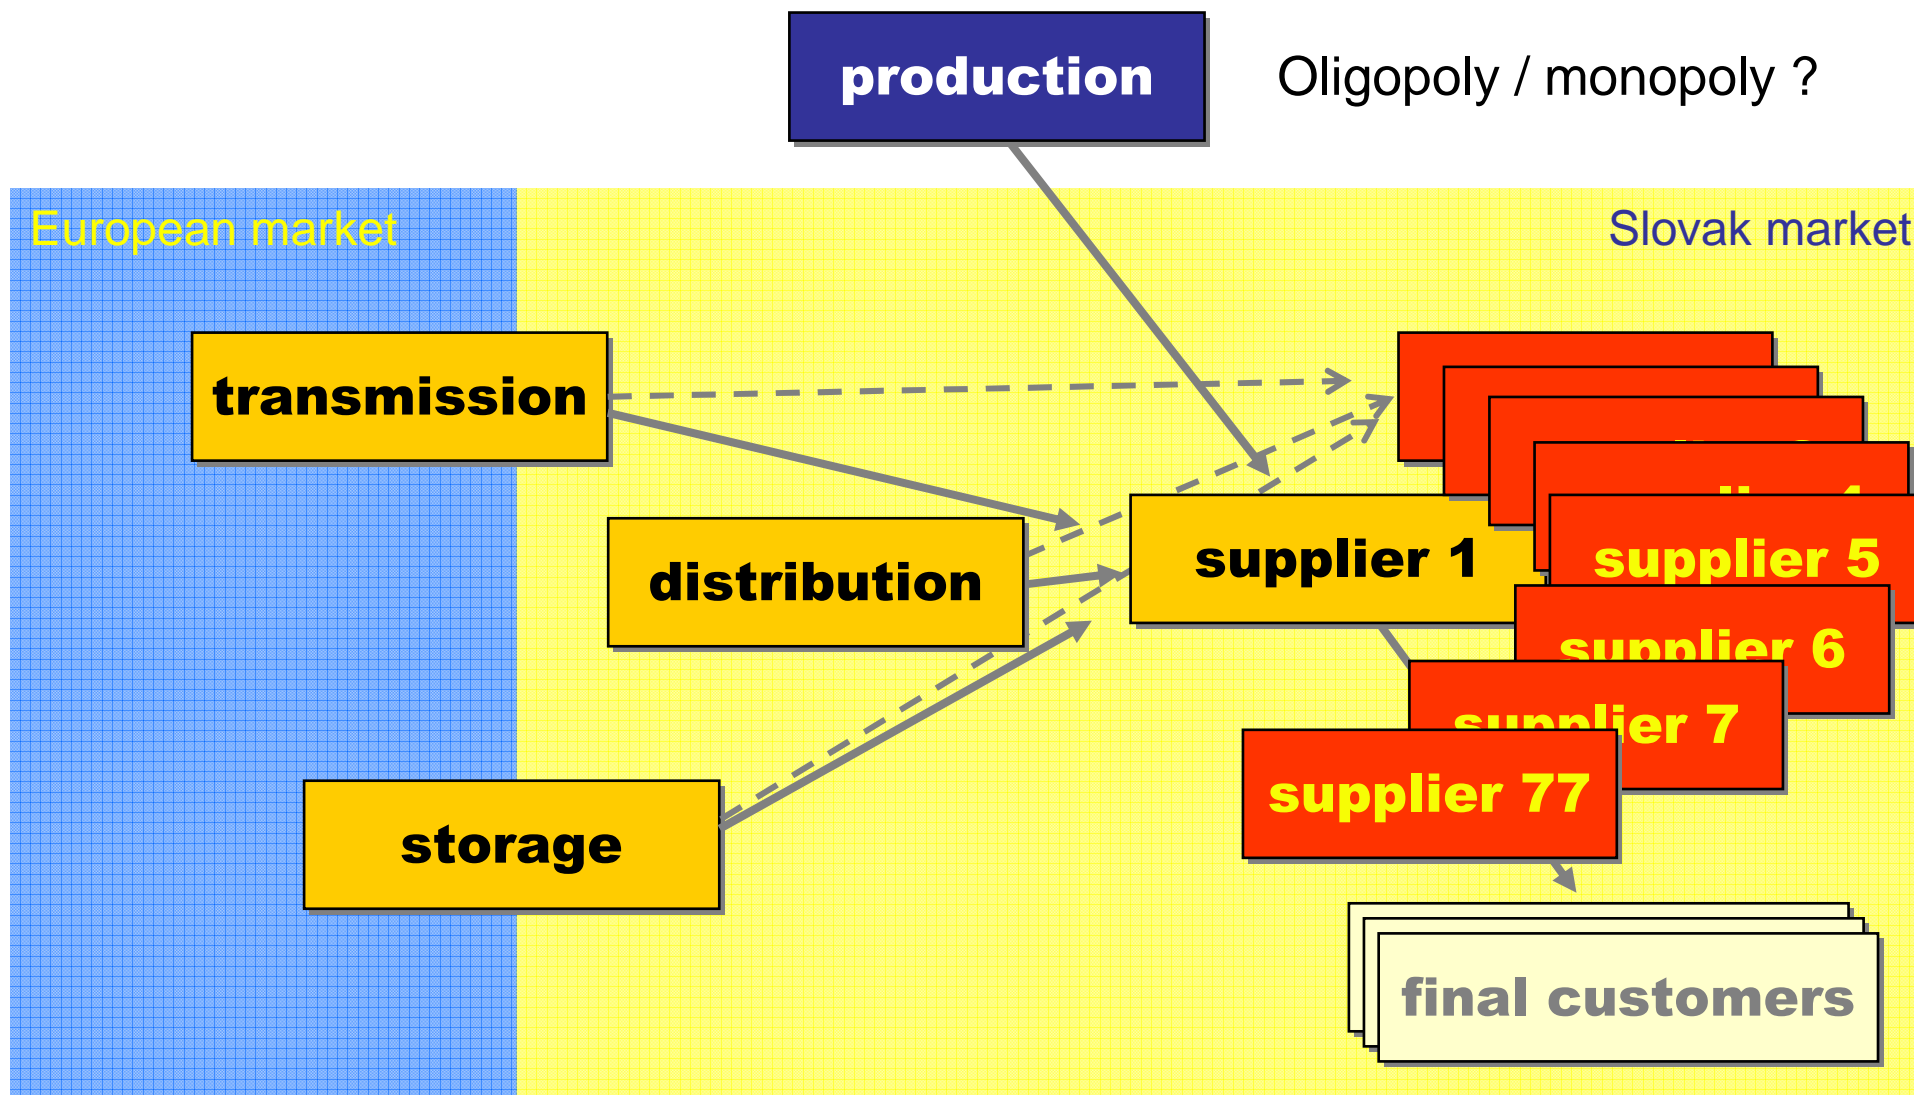 production
Oligopoly / monopoly ?
European market
Slovak market
transmission
supplier 1
supplier 5
distribution
supplier 6
supplier 7
supplier 77
storage
final customers